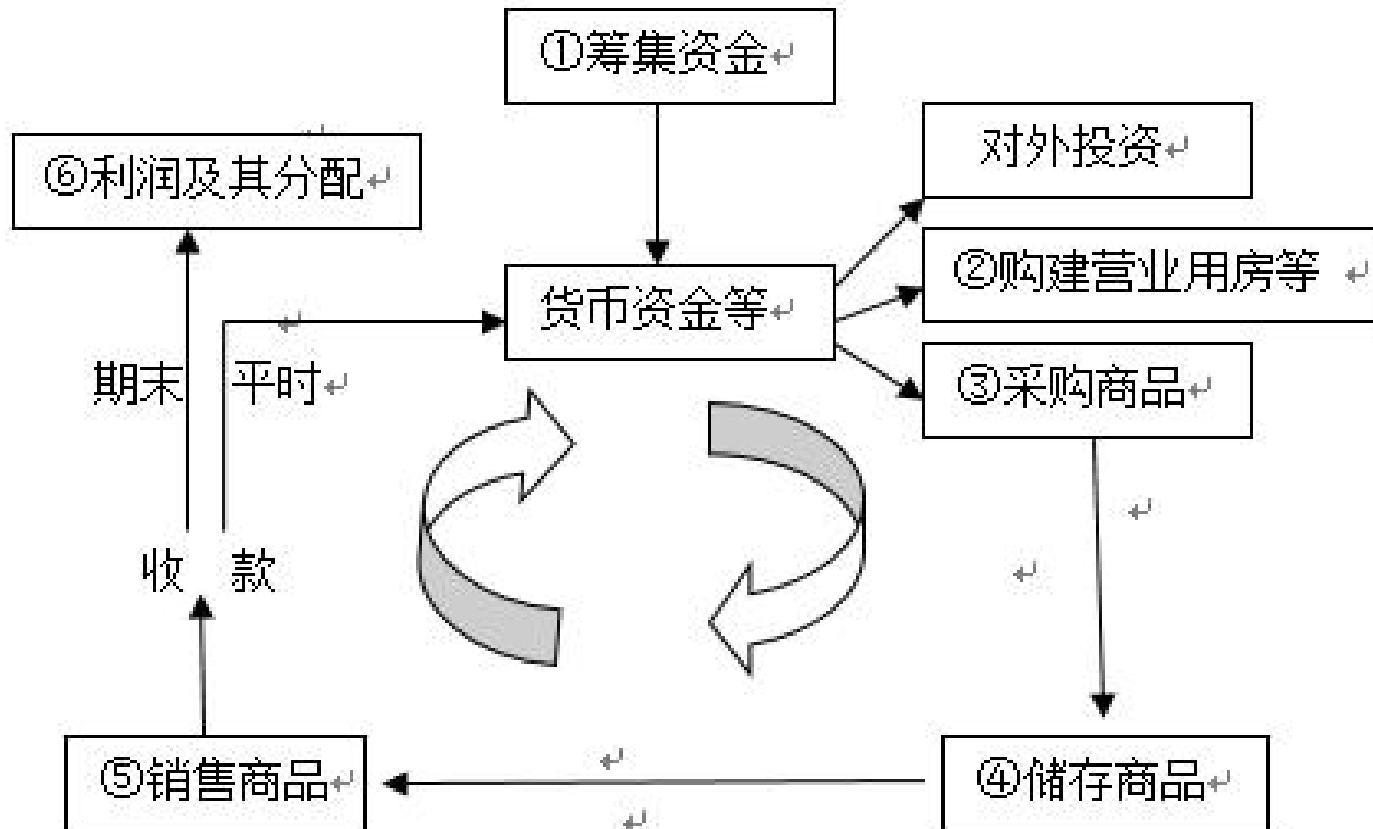 ①筹集资金
对外投资
⑥利润及其分配
②购建营业用房等
货币资金等
期末 平时
③采购商品
收 款
⑤销售商品
④储存商品